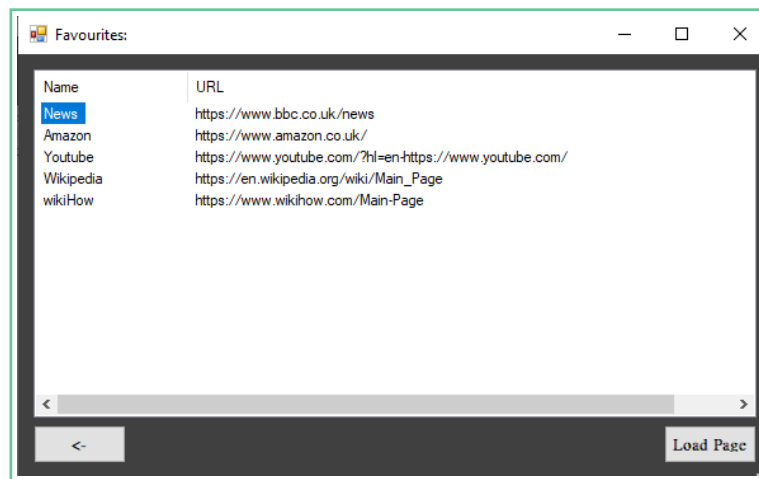 Favourites:
Name URL
News https://www.bbc.co.uk/news
Amazon https://www.amazon.co.uk/
Youtube https://www.youtube.com/?hl=en-https://www.youtube.com/
Wikipedia https://en.wikipedia.org/wiki/Main_Page
wikiHow https://www.wikihow.com/Main-Page
<- Load Page